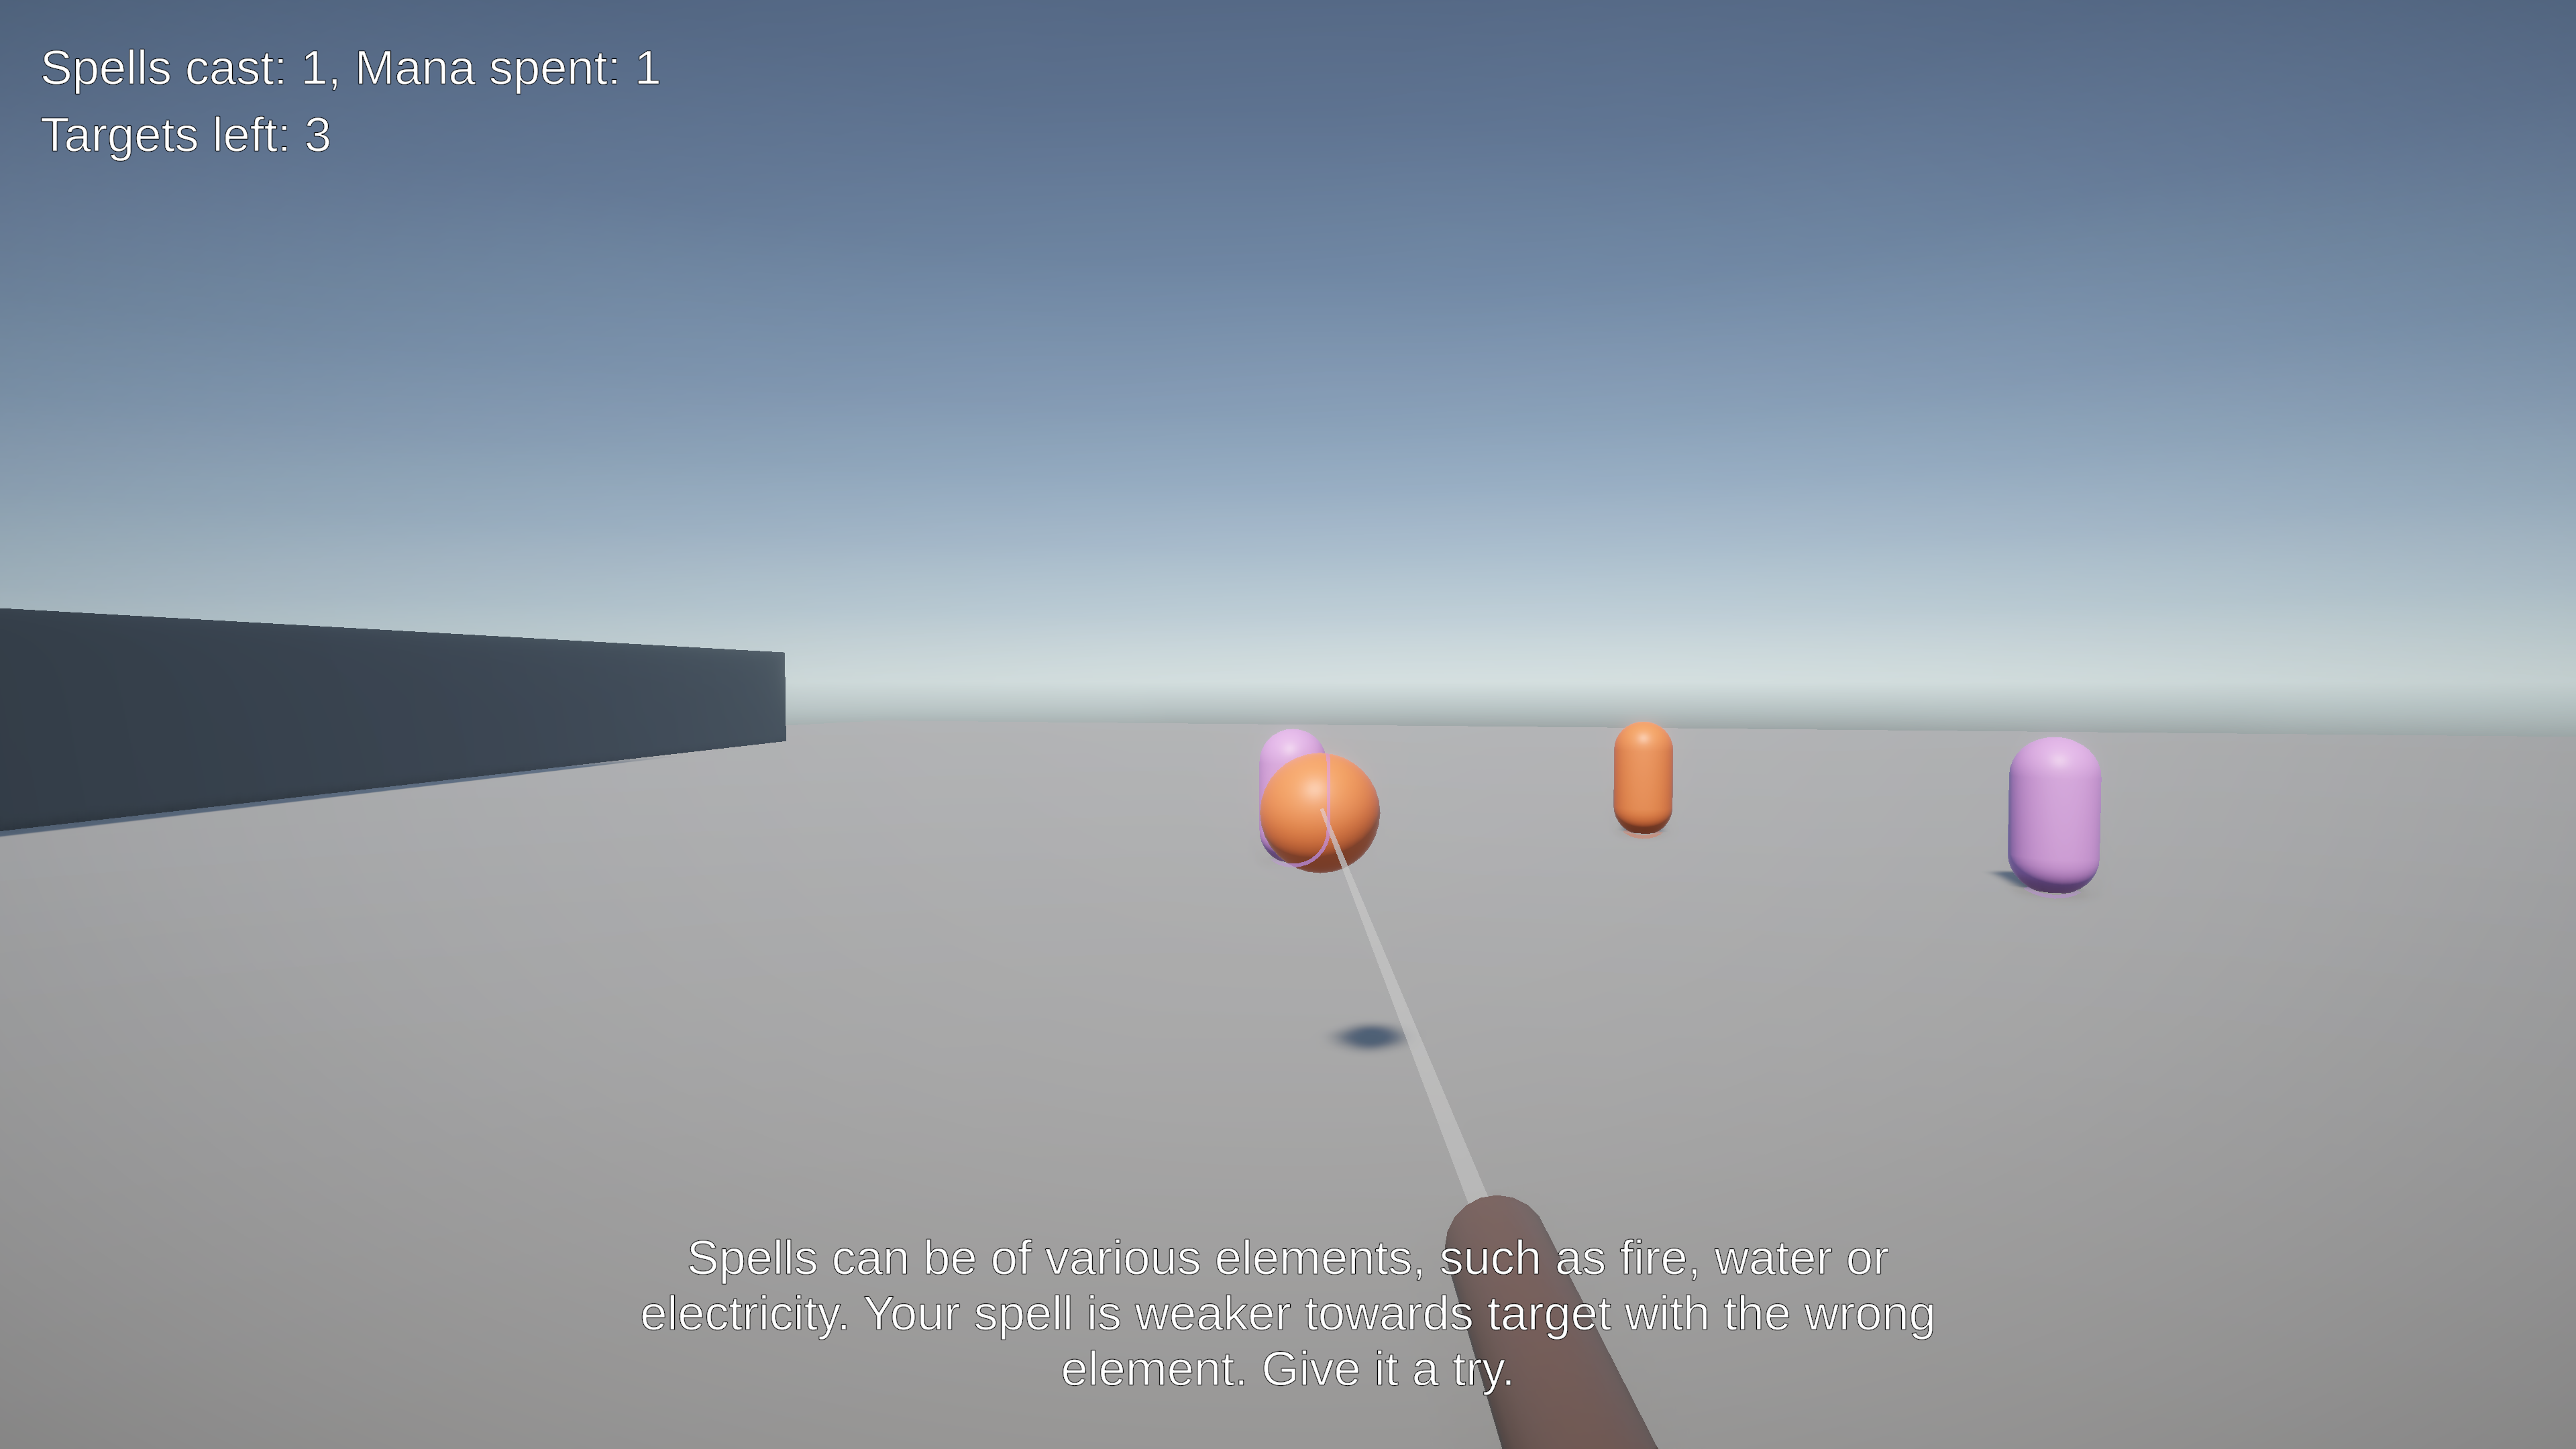 Spells cast: 1, Mana spent: 1
Targets left: 3
Spells can be of various elements, such as fire, water or
electricity. Your spell is weaker towards target with the wrong
element. Give it a try.